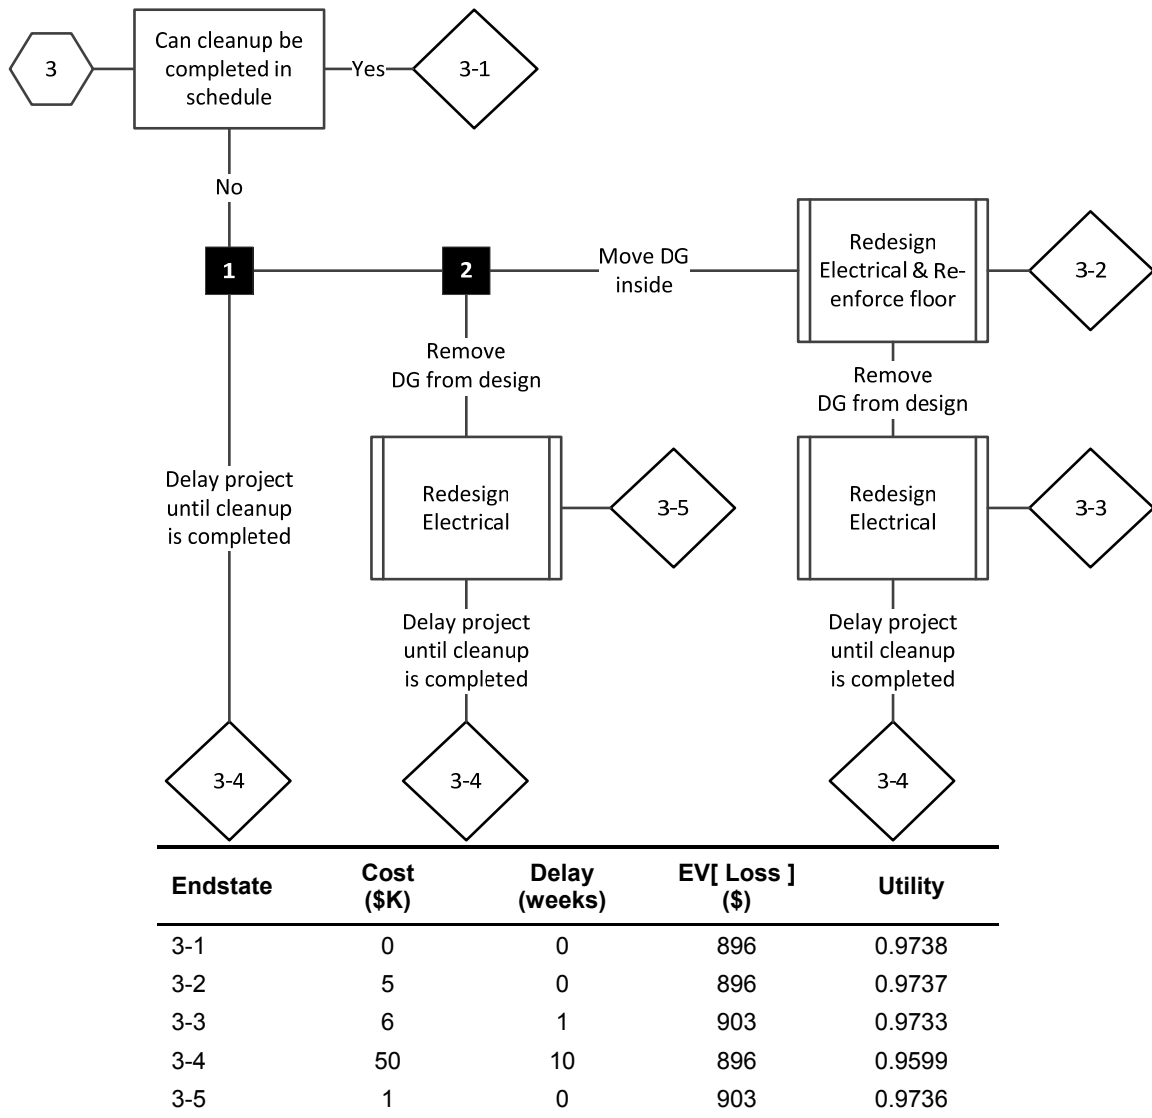 3
Can cleanup be
completed in
schedule
Yes
3-1
No
1
2
Move DG
inside
Redesign
Electrical & Re-
enforce floor
3-2
Remove
DG from design
Remove
DG from design
Delay project
until cleanup
is completed
Redesign
Electrical
3-5
Redesign
Electrical
3-3
Delay project
until cleanup
is completed
Delay project
until cleanup
is completed
3-4
3-4
3-4
Endstate Cost ($K) Delay (weeks) EV[ Loss ] ($) Utility
3-1 0 0 896 0.9738
3-2 5 0 896 0.9737
3-3 6 1 903 0.9733
3-4 50 10 896 0.9599
3-5 1 0 903 0.9736